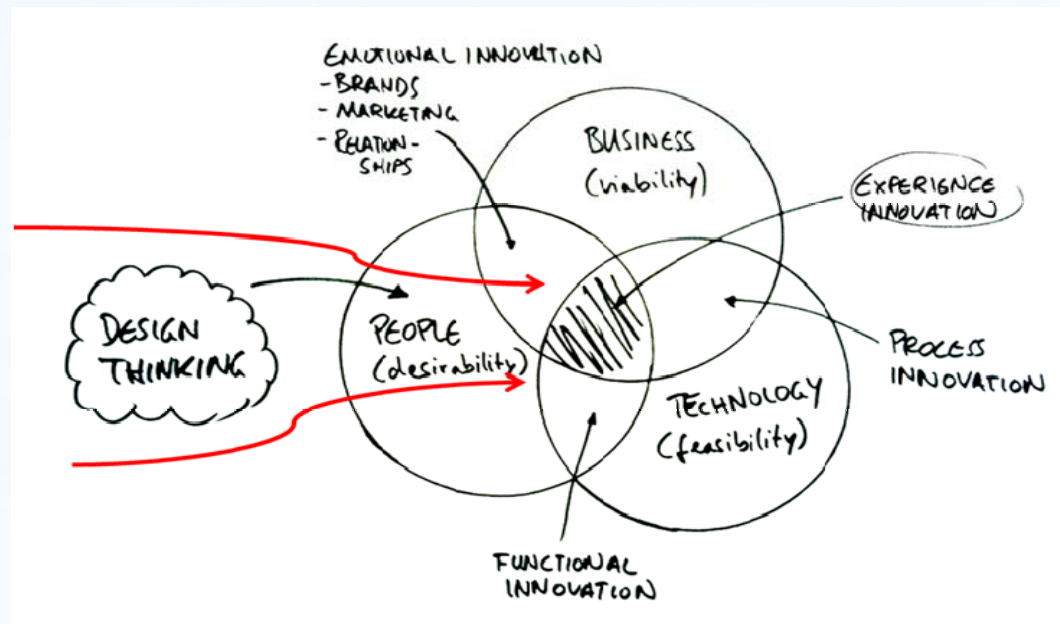 EMOTIONAL INNOVATION
- BRANDS
- MARKETING
- RELATION-
SHIPS
BUSINESS
(viability)
EXPERIENCE
INNOVATION
DESIGN
THINKING
PEOPLE
(desirability)
TECHNOLOGY
(feasibility)
PROCESS
INNOVATION
FUNCTIONAL
INNOVATION